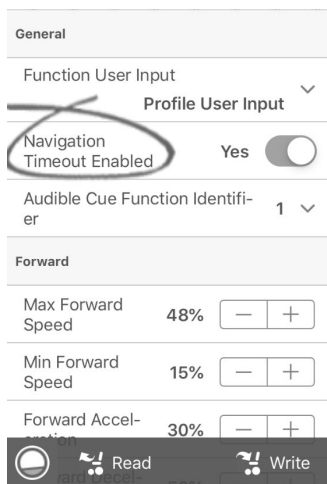 General
Function User Input
Profile User Input
Navigation
Timeout Enabled
Yes
Audible Cue Function Identifi-
er
1
Forward
Max Forward
Speed
48%
Min Forward
Speed
15%
Forward Accel-
30%
Read
Write